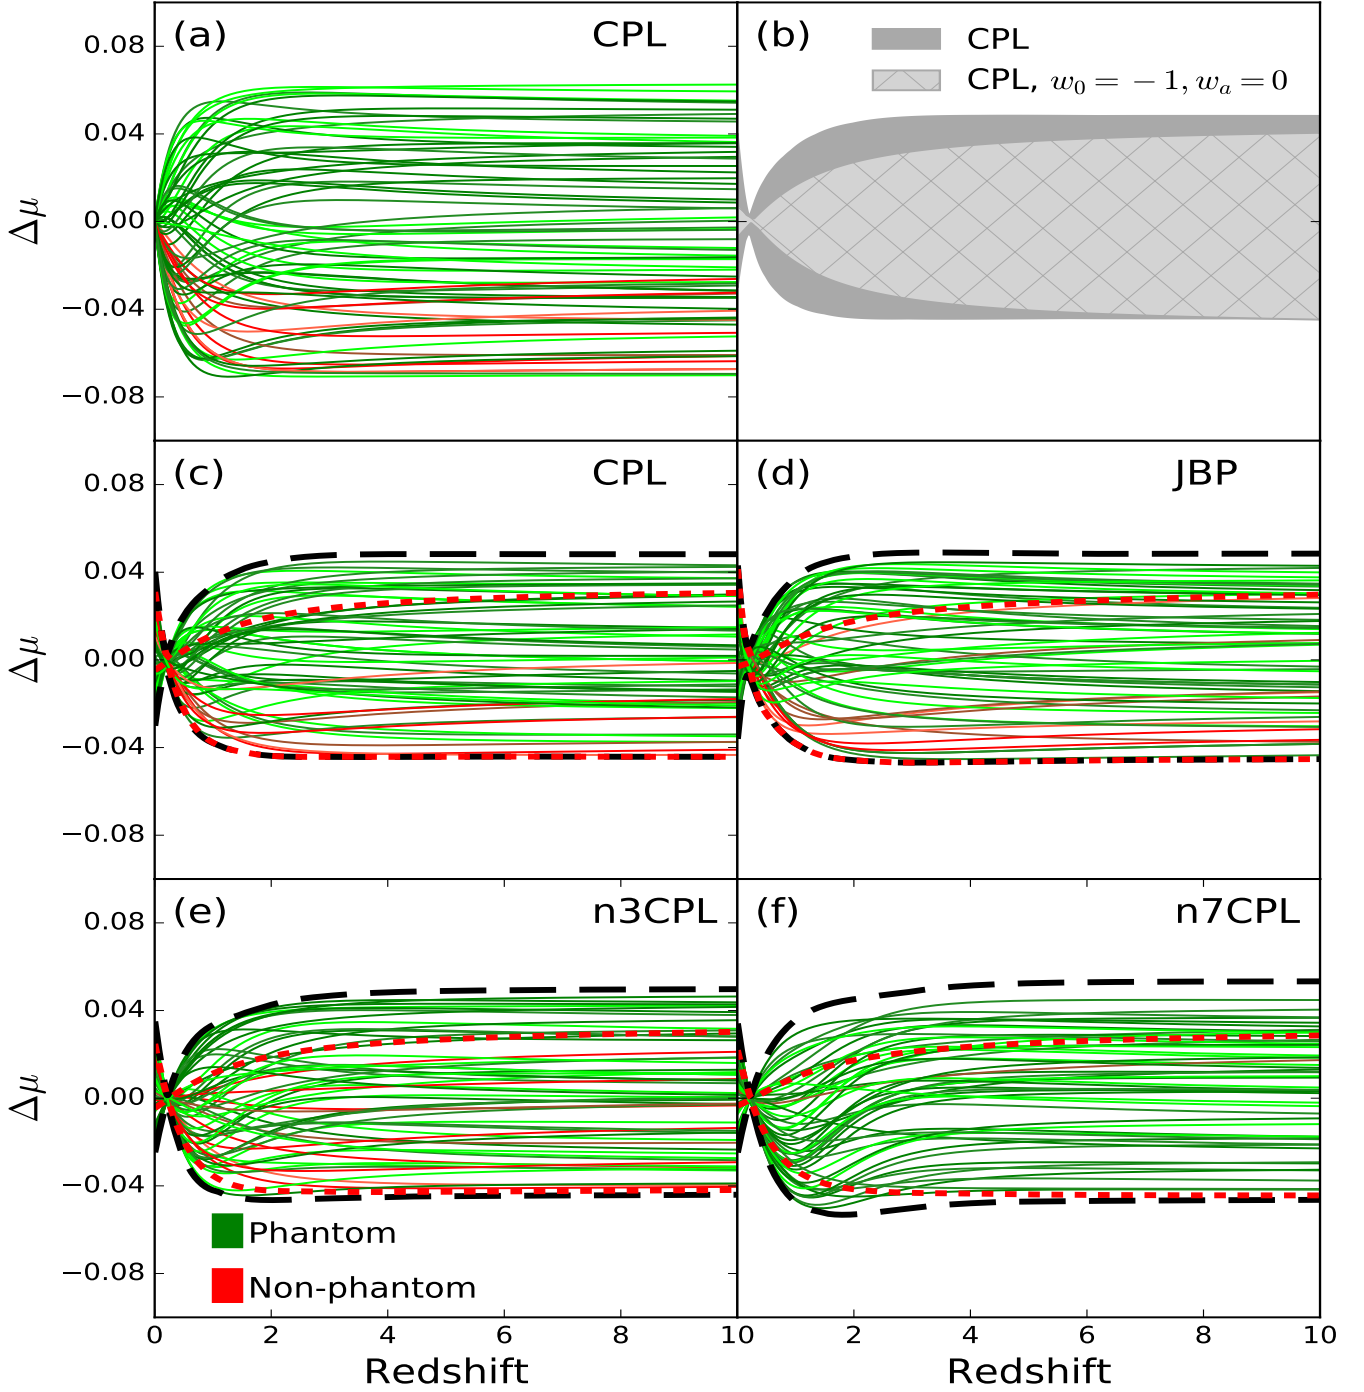 (a) CPL
0.08
0.04
0.00
−0.04
−0.08
Δμ
(b)
CPL
CPL, w₀ = −1, wₐ = 0
(c) CPL
0.08
0.04
0.00
−0.04
−0.08
Δμ
(d) JBP
(e) n3CPL
0.08
0.04
0.00
−0.04
−0.08
Δμ
Phantom
Non-phantom
(f) n7CPL
0 2 4 6 8 10
Redshift
0 2 4 6 8 10
Redshift